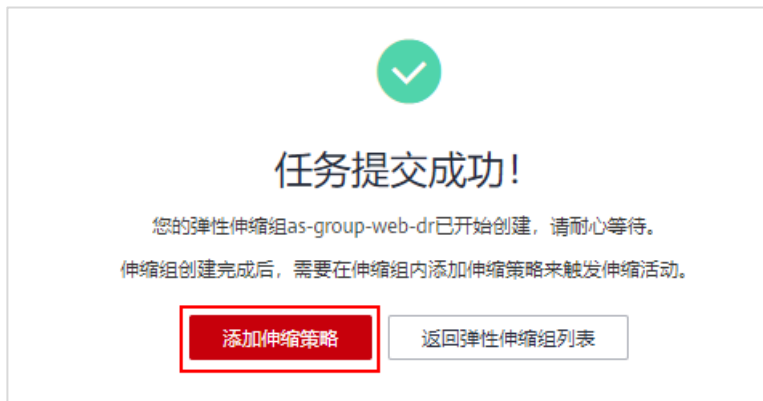 任务提交成功！
您的弹性伸缩组as-group-web-dr已开始创建，请耐心等待。
伸缩组创建完成后，需要在伸缩组内添加伸缩策略来触发伸缩活动。
添加伸缩策略
返回弹性伸缩组列表